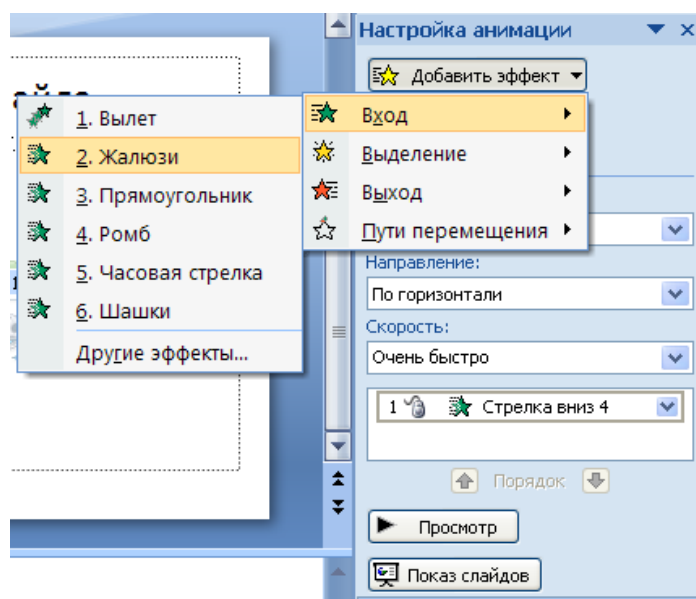 Настройка анимации
Добавить эффект
Вход
Выделение
Выход
Пути перемещения
1. Вылет
2. Жалюзи
3. Прямоугольник
4. Ромб
5. Часовая стрелка
6. Шашки
Другие эффекты...
Направление:
По горизонтали
Скорость:
Очень быстро
1 Стрелка вниз 4
Порядок
Просмотр
Показ слайдов